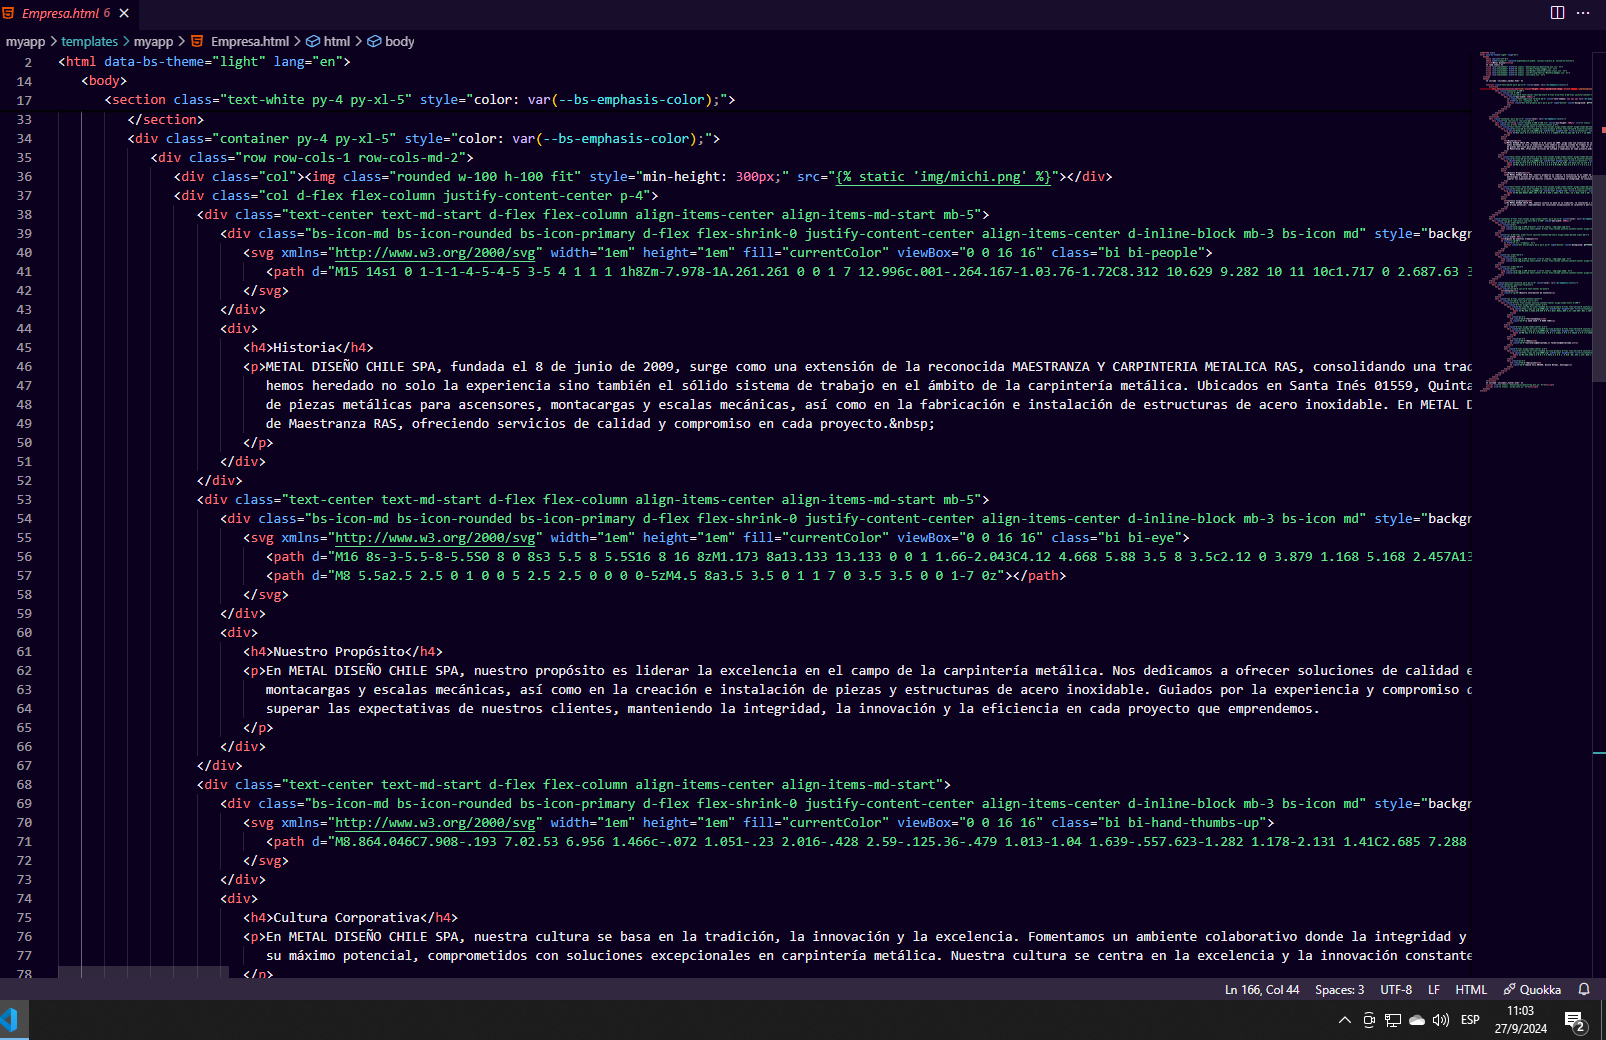 Empresa.html 6
myapp > templates > myapp > Empresa.html > html > body
2 <html data-bs-theme="light" lang="en">
14 <body>
17 <section class="text-white py-4 py-xl-5" style="color: var(--bs-emphasis-color);">
33 </section>
34 <div class="container py-4 py-xl-5" style="color: var(--bs-emphasis-color);">
35 <div class="row row-cols-1 row-cols-md-2">
36 <div class="col"><img class="rounded w-100 h-100 fit" style="min-height: 300px;" src="{% static 'img/michi.png' %}"></div>
37 <div class="col d-flex flex-column justify-content-center p-4">
38 <div class="text-center text-md-start d-flex flex-column align-items-center align-items-md-start mb-5">
39 <div class="bs-icon-md bs-icon-rounded bs-icon-primary d-flex flex-shrink-0 justify-content-center align-items-center d-inline-block mb-3 bs-icon md" style="backgr
40 <svg xmlns="http://www.w3.org/2000/svg" width="1em" height="1em" fill="currentColor" viewBox="0 0 16 16" class="bi bi-people">
41 <path d="M15 14s1 0 1-1-1-4-5-4-5 3-5 4 1 1 1 1h8Zm-7.978-1A.261.261 0 0 1 7 12.996c.001-.264.167-1.03.76-1.72C8.312 10.629 9.282 10 11 10c1.717 0 2.687.63 3
42 </svg>
43 </div>
44 <div>
45 <h4>Historia</h4>
46 <p>METAL DISEÑO CHILE SPA, fundada el 8 de junio de 2009, surge como una extensión de la reconocida MAESTRANZA Y CARPINTERIA METALICA RAS, consolidando una trad
47 hemos heredado no solo la experiencia sino también el sólido sistema de trabajo en el ámbito de la carpintería metálica. Ubicados en Santa Inés 01559, Quinta
48 de piezas metálicas para ascensores, montacargas y escalas mecánicas, así como en la fabricación e instalación de estructuras de acero inoxidable. En METAL D
49 de Maestranza RAS, ofreciendo servicios de calidad y compromiso en cada proyecto.&nbsp;
50 </p>
51 </div>
52 </div>
53 <div class="text-center text-md-start d-flex flex-column align-items-center align-items-md-start mb-5">
54 <div class="bs-icon-md bs-icon-rounded bs-icon-primary d-flex flex-shrink-0 justify-content-center align-items-center d-inline-block mb-3 bs-icon md" style="backgr
55 <svg xmlns="http://www.w3.org/2000/svg" width="1em" height="1em" fill="currentColor" viewBox="0 0 16 16" class="bi bi-eye">
56 <path d="M16 8s-3-5.5-8-5.5S0 8 0 8s3 5.5 8 5.5S16 8 16 8zM1.173 8a13.133 13.133 0 0 1 1.66-2.043C4.12 4.668 5.88 3.5 8 3.5c2.12 0 3.879 1.168 5.168 2.457A13
57 <path d="M8 5.5a2.5 2.5 0 1 0 0 5 2.5 2.5 0 0 0 0-5zM4.5 8a3.5 3.5 0 1 1 7 0 3.5 3.5 0 0 1-7 0z"></path>
58 </svg>
59 </div>
60 <div>
61 <h4>Nuestro Propósito</h4>
62 <p>En METAL DISEÑO CHILE SPA, nuestro propósito es liderar la excelencia en el campo de la carpintería metálica. Nos dedicamos a ofrecer soluciones de calidad e
63 montacargas y escalas mecánicas, así como en la creación e instalación de piezas y estructuras de acero inoxidable. Guiados por la experiencia y compromiso d
64 superar las expectativas de nuestros clientes, manteniendo la integridad, la innovación y la eficiencia en cada proyecto que emprendemos.
65 </p>
66 </div>
67 </div>
68 <div class="text-center text-md-start d-flex flex-column align-items-center align-items-md-start">
69 <div class="bs-icon-md bs-icon-rounded bs-icon-primary d-flex flex-shrink-0 justify-content-center align-items-center d-inline-block mb-3 bs-icon md" style="backgr
70 <svg xmlns="http://www.w3.org/2000/svg" width="1em" height="1em" fill="currentColor" viewBox="0 0 16 16" class="bi bi-hand-thumbs-up">
71 <path d="M8.864.046C7.908-.193 7.02.53 6.956 1.466c-.072 1.051-.23 2.016-.428 2.59-.125.36-.479 1.013-1.04 1.639-.557.623-1.282 1.178-2.131 1.41C2.685 7.288
72 </svg>
73 </div>
74 <div>
75 <h4>Cultura Corporativa</h4>
76 <p>En METAL DISEÑO CHILE SPA, nuestra cultura se basa en la tradición, la innovación y la excelencia. Fomentamos un ambiente colaborativo donde la integridad y
77 su máximo potencial, comprometidos con soluciones excepcionales en carpintería metálica. Nuestra cultura se centra en la excelencia y la innovación constante
78 </p>
Ln 166, Col 44 Spaces: 3 UTF-8 LF HTML Quokka
ESP 11:03
27/9/2024 2